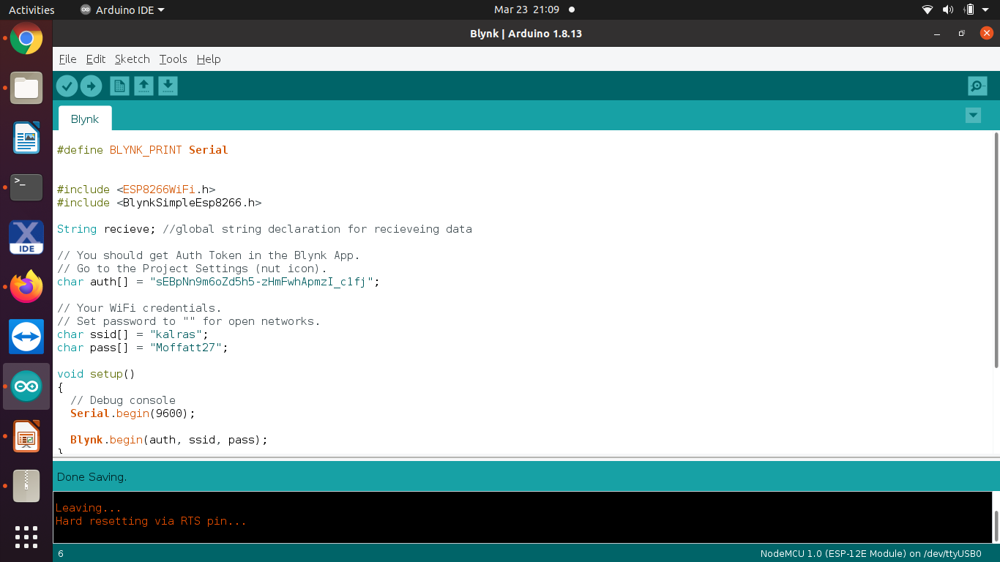 Activities Arduino IDE Mar 23 21:09
Blynk | Arduino 1.8.13
File Edit Sketch Tools Help
Blynk
#define BLYNK_PRINT Serial
#include <ESP8266WiFi.h>
#include <BlynkSimpleEsp8266.h>
String recieve; //global string declaration for recieveing data
// You should get Auth Token in the Blynk App.
// Go to the Project Settings (nut icon).
char auth[] = "sEBpNn9m6oZd5h5-zHmFwhApmzI_c1fj";
// Your WiFi credentials.
// Set password to "" for open networks.
char ssid[] = "kalras";
char pass[] = "Moffatt27";
void setup()
{
// Debug console
Serial.begin(9600);
Blynk.begin(auth, ssid, pass);
}
Done Saving.
Leaving...
Hard resetting via RTS pin...
6 NodeMCU 1.0 (ESP-12E Module) on /dev/ttyUSB0
>_
X
IDE